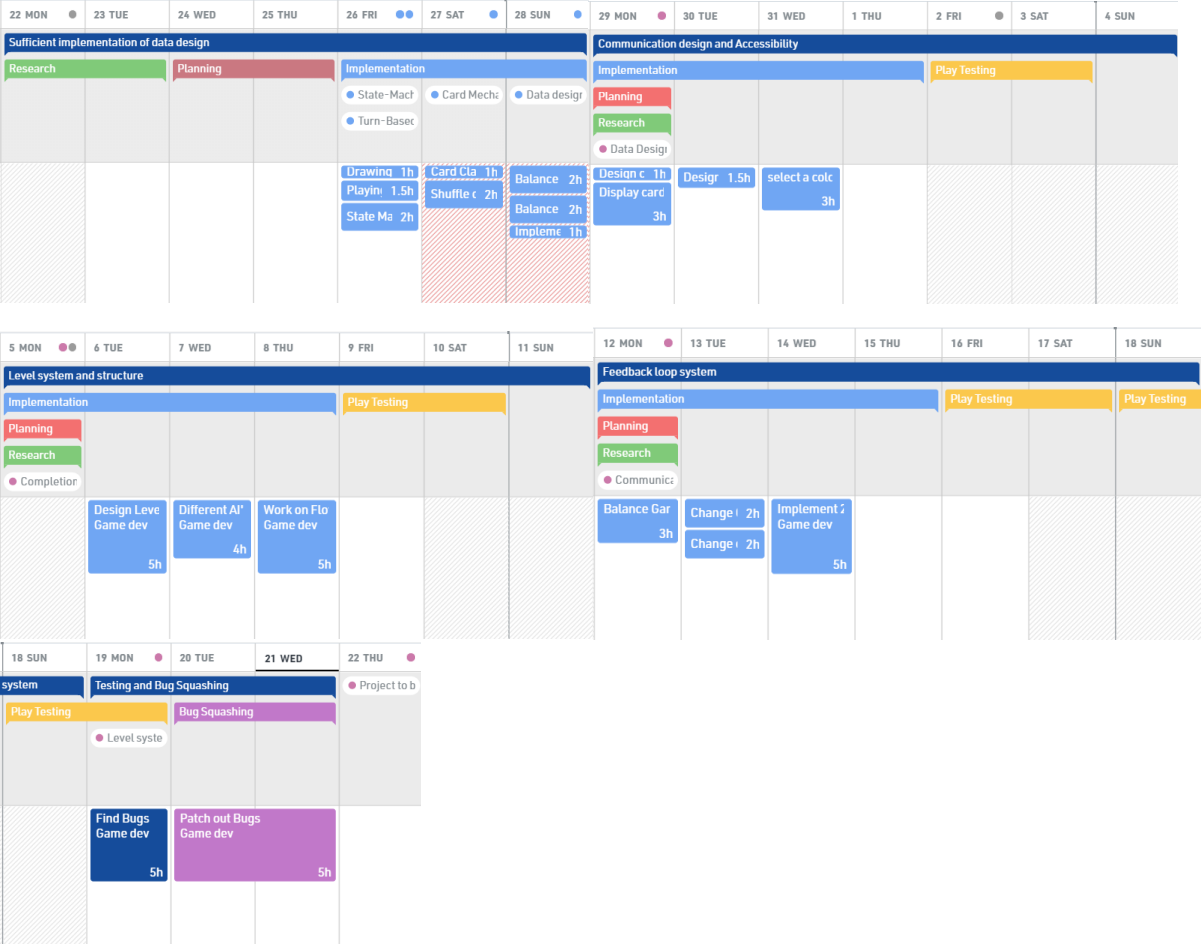 22 MON
23 TUE
24 WED
25 THU
26 FRI
27 SAT
28 SUN
29 MON
30 TUE
31 WED
1 THU
2 FRI
3 SAT
4 SUN
Sufficient implementation of data design
Communication design and Accessibility
Research
Planning
Implementation
Implementation
Play Testing
State-Mach
Card Mecha
Data design
Planning
Turn-Based
Research
Data Design
Drawing 1h
Card Cla 1h
Balance 2h
Design c 1h
Desigr 1.5h
select a colc
3h
Playin 1.5h
Shuffle c 2h
Display card
3h
State Ma 2h
Balance 2h
Impleme 1h
5 MON
6 TUE
7 WED
8 THU
9 FRI
10 SAT
11 SUN
12 MON
13 TUE
14 WED
15 THU
16 FRI
17 SAT
18 SUN
Level system and structure
Feedback loop system
Implementation
Play Testing
Implementation
Play Testing
Play Testing
Planning
Planning
Research
Research
Completion
Communica
Design Leve
Game dev
5h
Different AI'
Game dev
4h
Work on Flo
Game dev
5h
Balance Gar
3h
Change 2h
Change 2h
Implement 2
Game dev
5h
18 SUN
19 MON
20 TUE
21 WED
22 THU
system
Testing and Bug Squashing
Project to b
Play Testing
Bug Squashing
Level syste
Find Bugs
Game dev
5h
Patch out Bugs
Game dev
5h